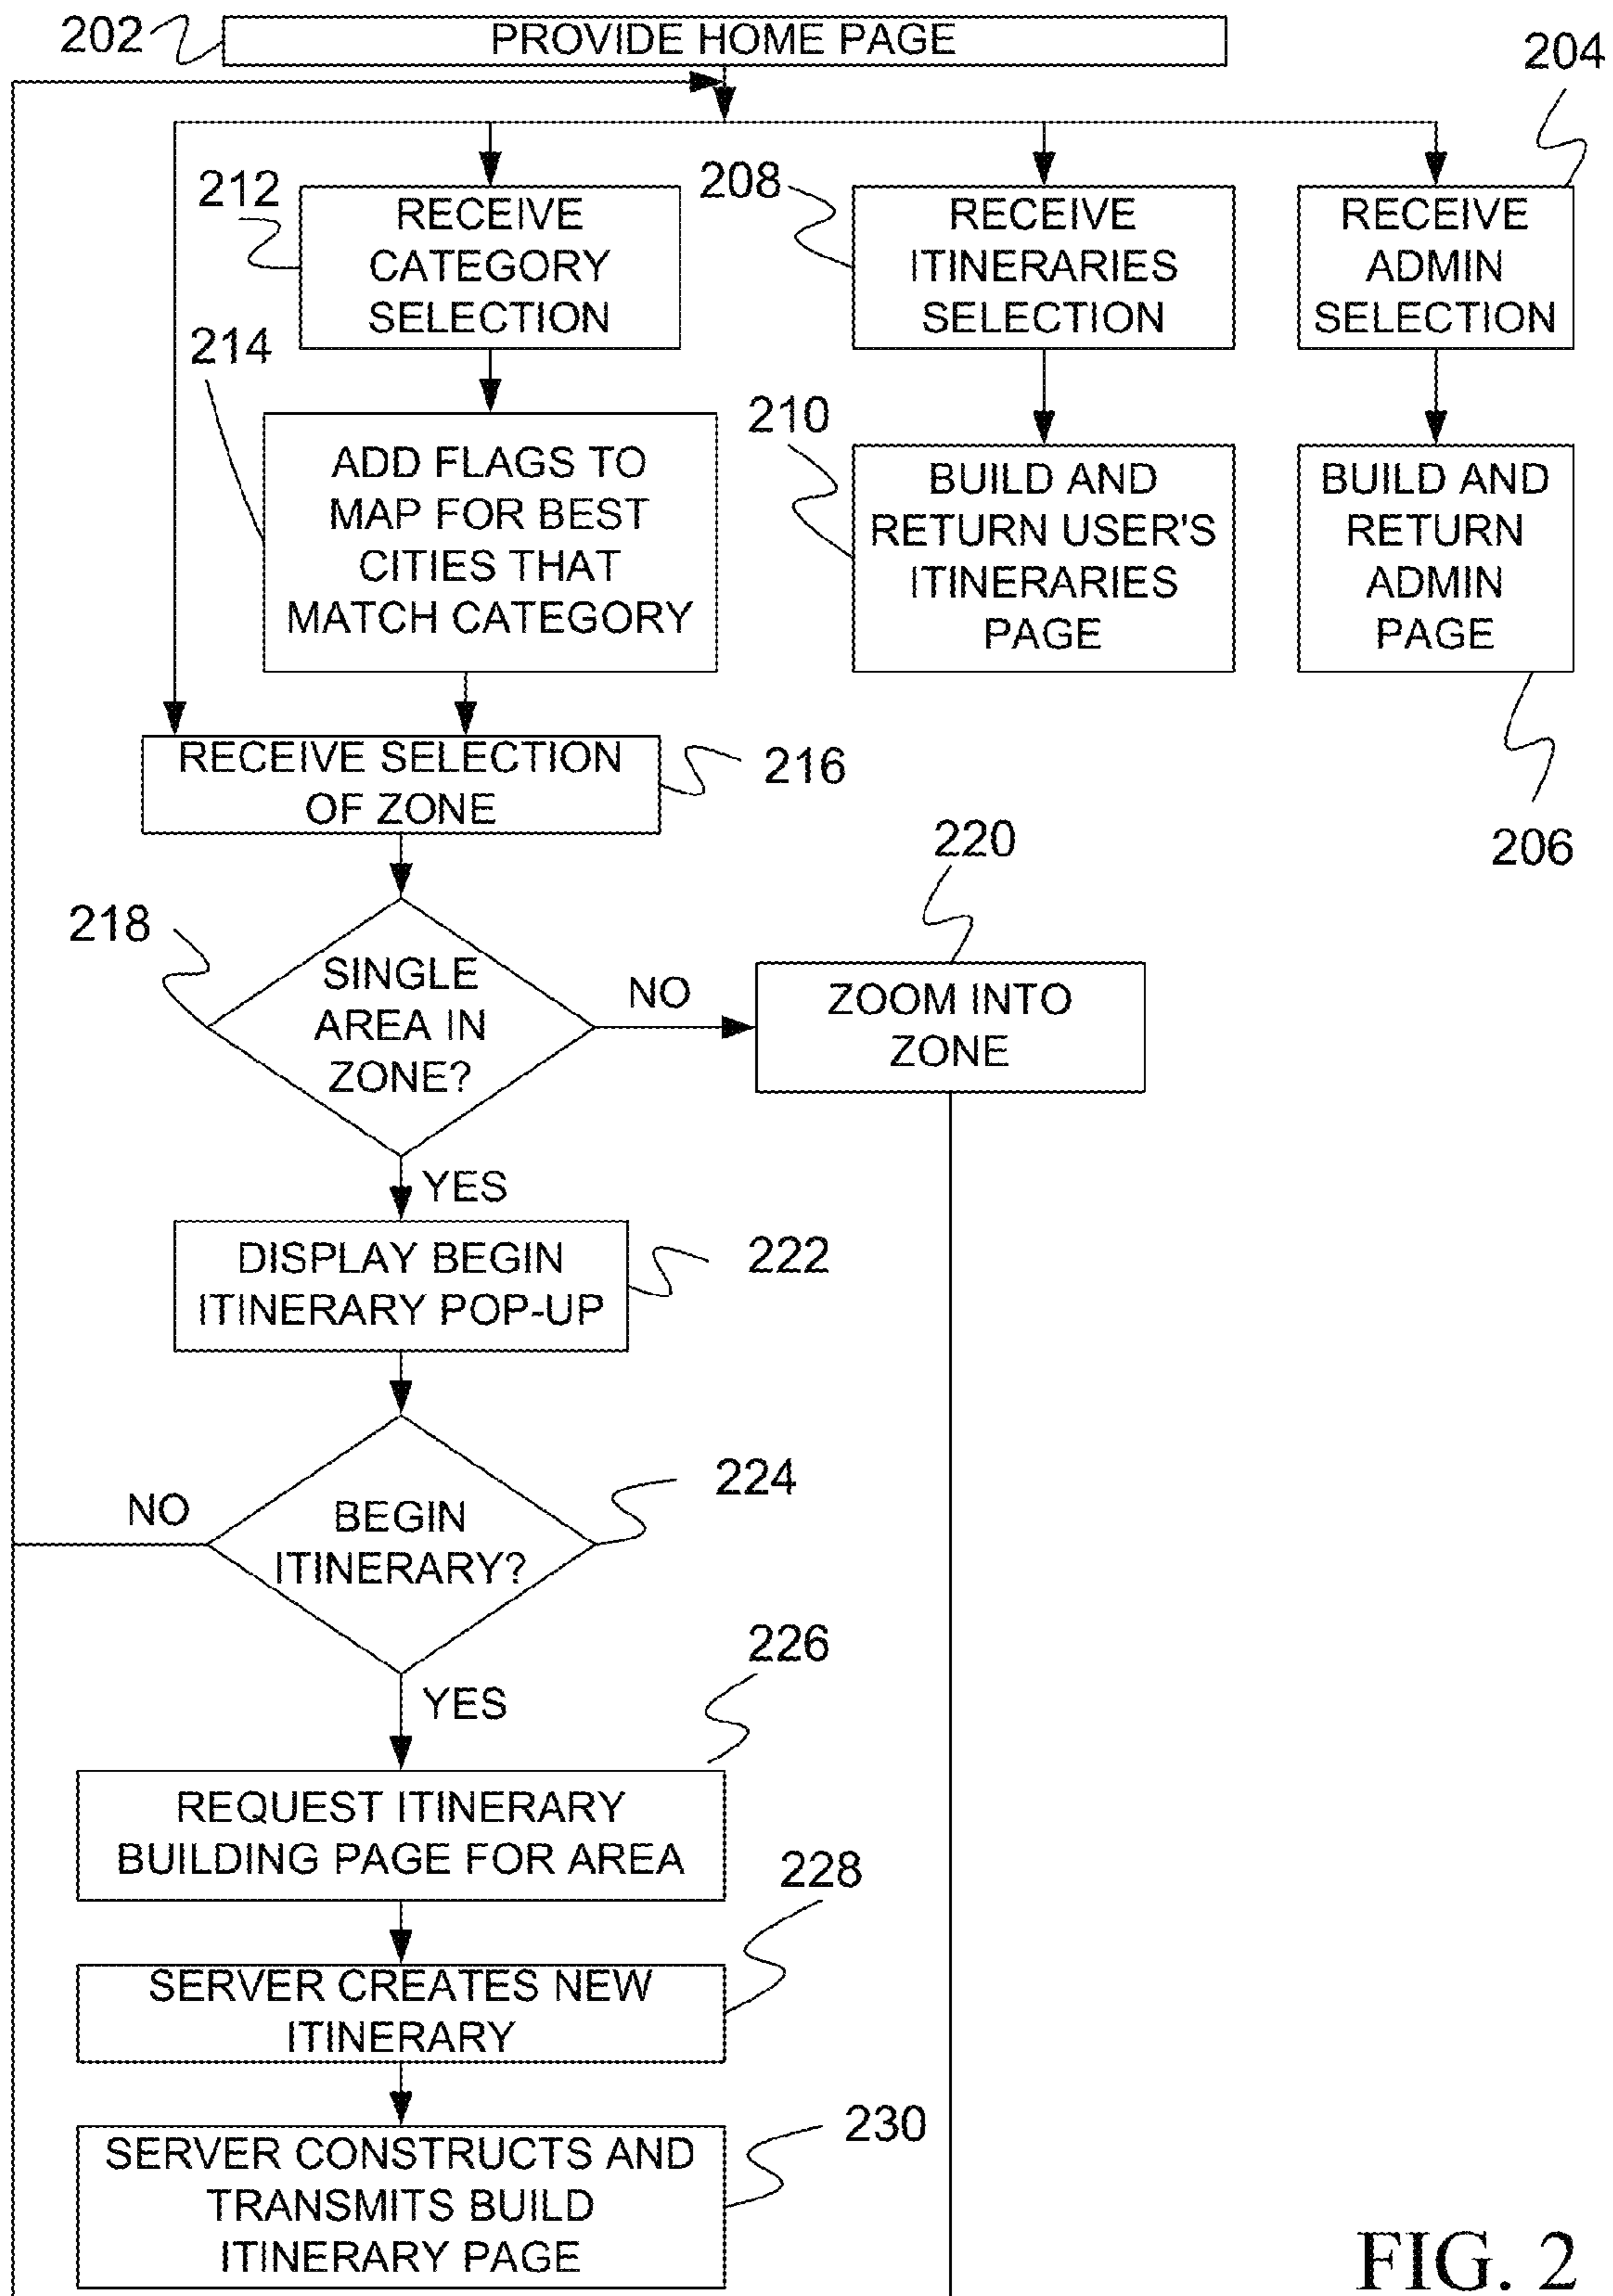 202
PROVIDE HOME PAGE
204
212
RECEIVE
CATEGORY
SELECTION
208
RECEIVE
ITINERARIES
SELECTION
RECEIVE
ADMIN
SELECTION
214
ADD FLAGS TO
MAP FOR BEST
CITIES THAT
MATCH CATEGORY
210
BUILD AND
RETURN USER'S
ITINERARIES
PAGE
BUILD AND
RETURN
ADMIN
PAGE
206
RECEIVE SELECTION
OF ZONE
216
218
SINGLE
AREA IN
ZONE?
NO
220
ZOOM INTO
ZONE
YES
DISPLAY BEGIN
ITINERARY POP-UP
222
NO
BEGIN
ITINERARY?
224
YES
226
REQUEST ITINERARY
BUILDING PAGE FOR AREA
228
SERVER CREATES NEW
ITINERARY
230
SERVER CONSTRUCTS AND
TRANSMITS BUILD
ITINERARY PAGE
FIG. 2